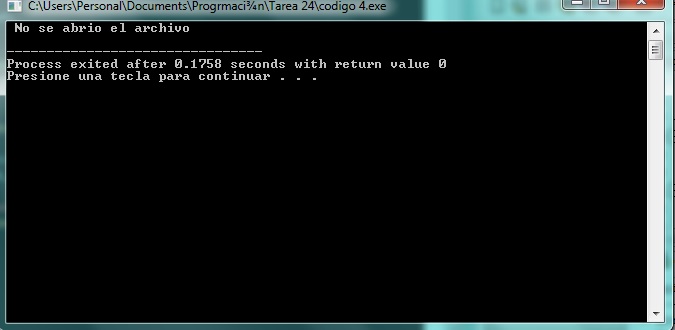 C:\Users\Personal\Documents\Progrmaci¾n\Tarea 24\codigo 4.exe
No se abrio el archivo
--------------------------------
Process exited after 0.1758 seconds with return value 0
Presione una tecla para continuar . . .